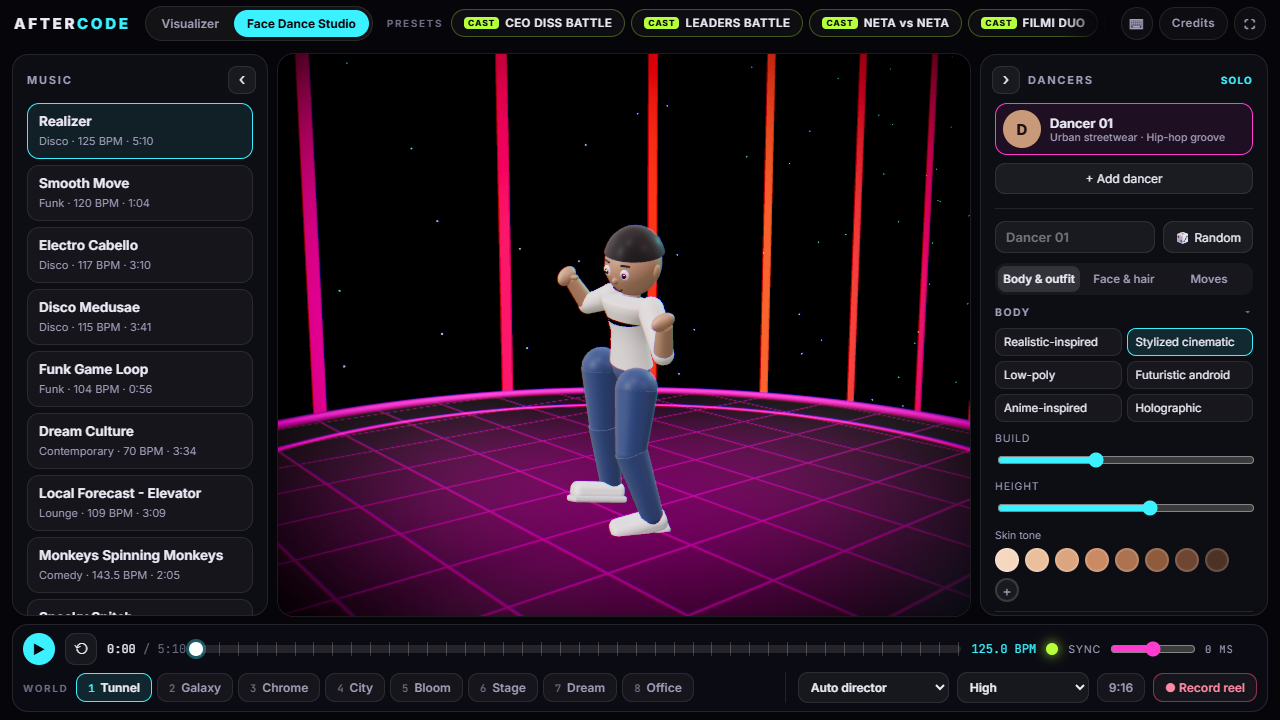 AFTERCODE
Visualizer
Face Dance Studio
PRESETS
CAST CEO DISS BATTLE
CAST LEADERS BATTLE
CAST NETA vs NETA
CAST FILMI DUO
Credits
MUSIC
Realizer
Disco · 125 BPM · 5:10
Smooth Move
Funk · 120 BPM · 1:04
Electro Cabello
Disco · 117 BPM · 3:10
Disco Medusae
Disco · 115 BPM · 3:41
Funk Game Loop
Funk · 104 BPM · 0:56
Dream Culture
Contemporary · 70 BPM · 3:34
Local Forecast - Elevator
Lounge · 109 BPM · 3:09
Monkeys Spinning Monkeys
Comedy · 143.5 BPM · 2:05
DANCERS
SOLO
D
Dancer 01
Urban streetwear · Hip-hop groove
+ Add dancer
Dancer 01
Random
Body & outfit
Face & hair
Moves
BODY
Realistic-inspired
Stylized cinematic
Low-poly
Futuristic android
Anime-inspired
Holographic
BUILD
HEIGHT
Skin tone
+
0:00 / 5:10
125.0 BPM
SYNC
0 MS
WORLD
1 Tunnel
2 Galaxy
3 Chrome
4 City
5 Bloom
6 Stage
7 Dream
8 Office
Auto director
High
9:16
Record reel